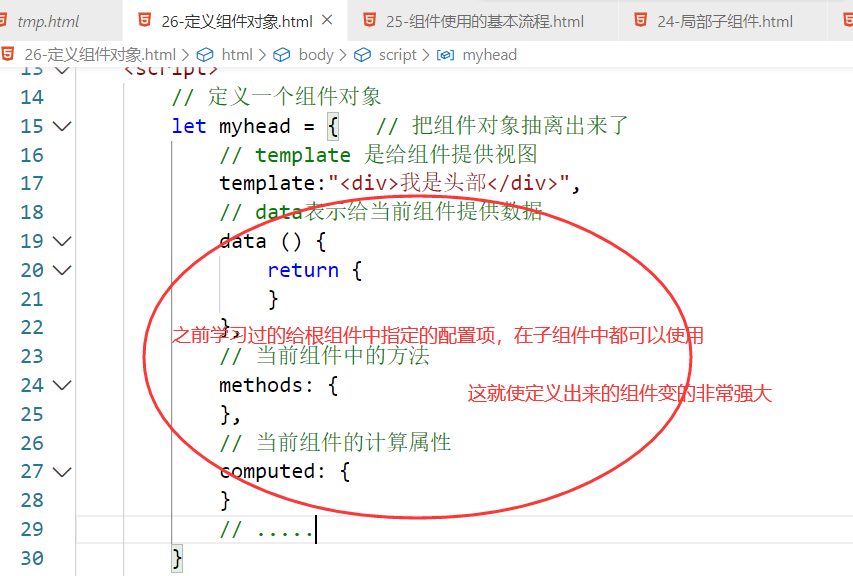 tmp.html 26-定义组件对象.html × 25-组件使用的基本流程.html 24-局部子组件.html
26-定义组件对象.html > html > body > script > myhead
13 <script>
14 // 定义一个组件对象
15 let myhead = { // 把组件对象抽离出来了
16 // template 是给组件提供视图
17 template:"<div>我是头部</div>",
18 // data表示给当前组件提供数据
19 data () {
20 return {
21 }
22 },
之前学习过的给根组件中指定的配置项，在子组件中都可以使用
23 // 当前组件中的方法
24 methods: {
这就使定义出来的组件变的非常强大
25 },
26 // 当前组件的计算属性
27 computed: {
28 }
29 // .....
30 }